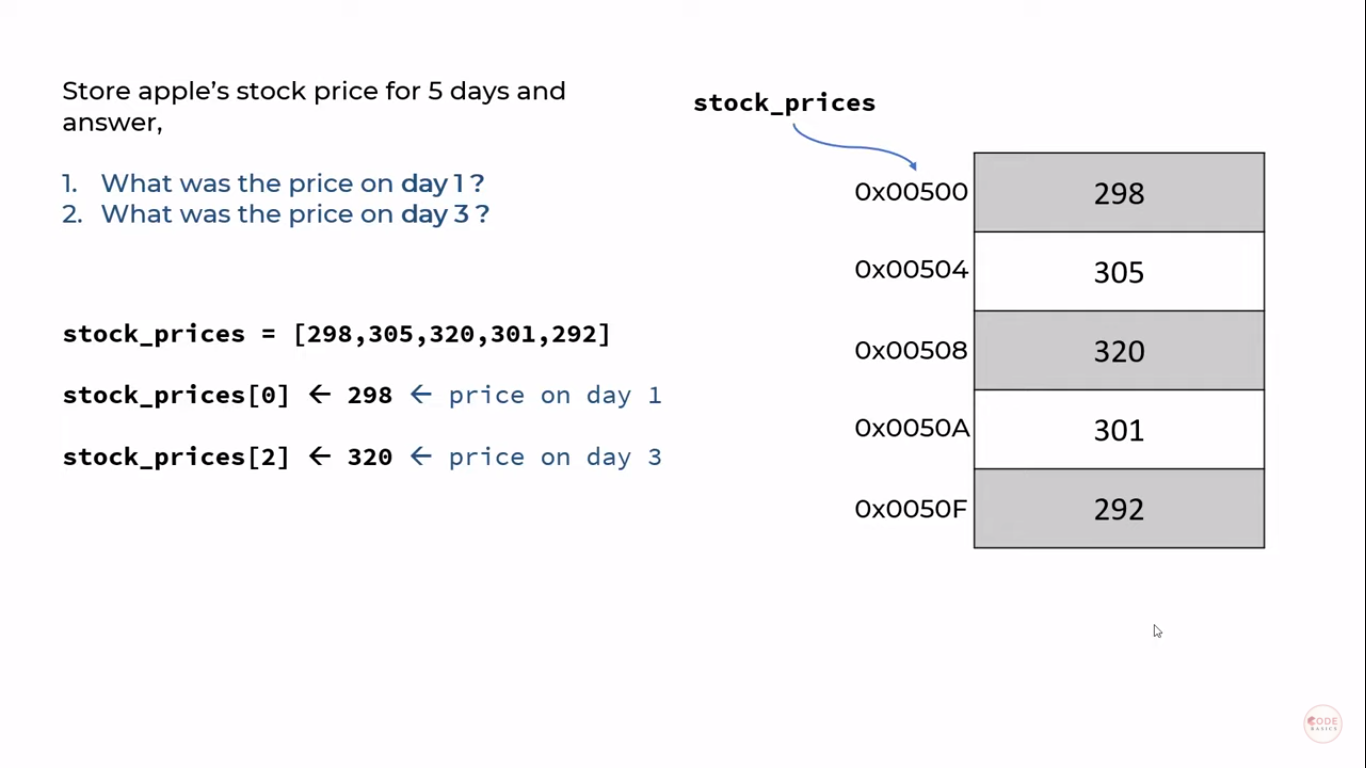 Store apple's stock price for 5 days and
answer,
1. What was the price on day 1 ?
2. What was the price on day 3 ?
stock_prices = [298,305,320,301,292]
stock_prices[0] ← 298 ← price on day 1
stock_prices[2] ← 320 ← price on day 3
stock_prices
0x00500 298
0x00504 305
0x00508 320
0x0050A 301
0x0050F 292
CODE
BASICS